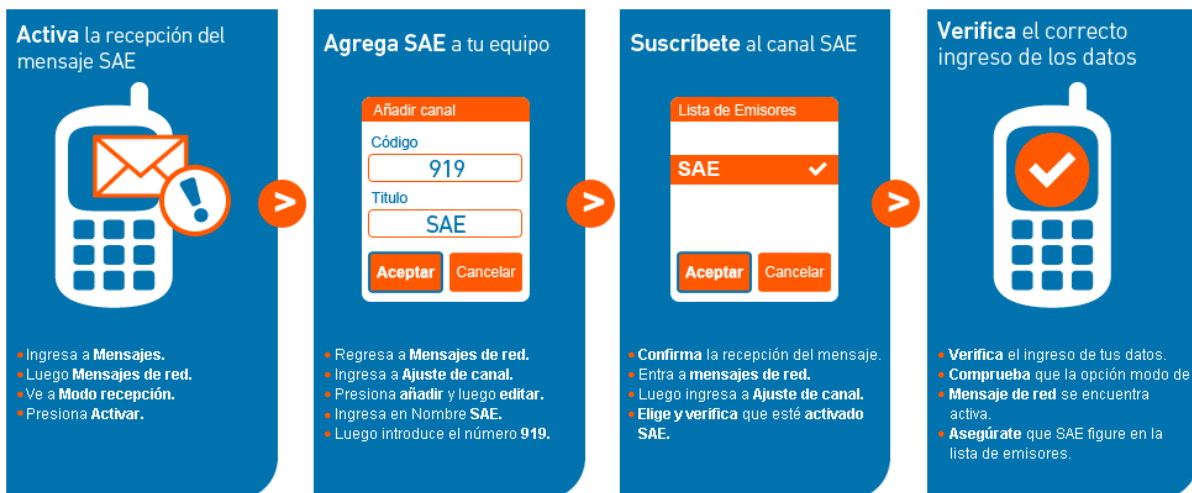 Activa la recepción del
mensaje SAE
Ingresa a Mensajes.
Luego Mensajes de red.
Ve a Modo recepción.
Presiona Activar.
>
Agrega SAE a tu equipo
Añadir canal
Código
919
Titulo
SAE
Aceptar Cancelar
Regresa a Mensajes de red.
Ingresa a Ajuste de canal.
Presiona añadir y luego editar.
Ingresa en Nombre SAE.
Luego introduce el número 919.
>
Suscríbete al canal SAE
Lista de Emisores
SAE
Aceptar Cancelar
Confirma la recepción del mensaje.
Entra a mensajes de red.
Luego ingresa a Ajuste de canal.
Elige y verifica que esté activado
SAE.
>
Verifica el correcto
ingreso de los datos
Verifica el ingreso de tus datos.
Comprueba que la opción modo de
Mensaje de red se encuentra
activa.
Asegúrate que SAE figure en la
lista de emisores.